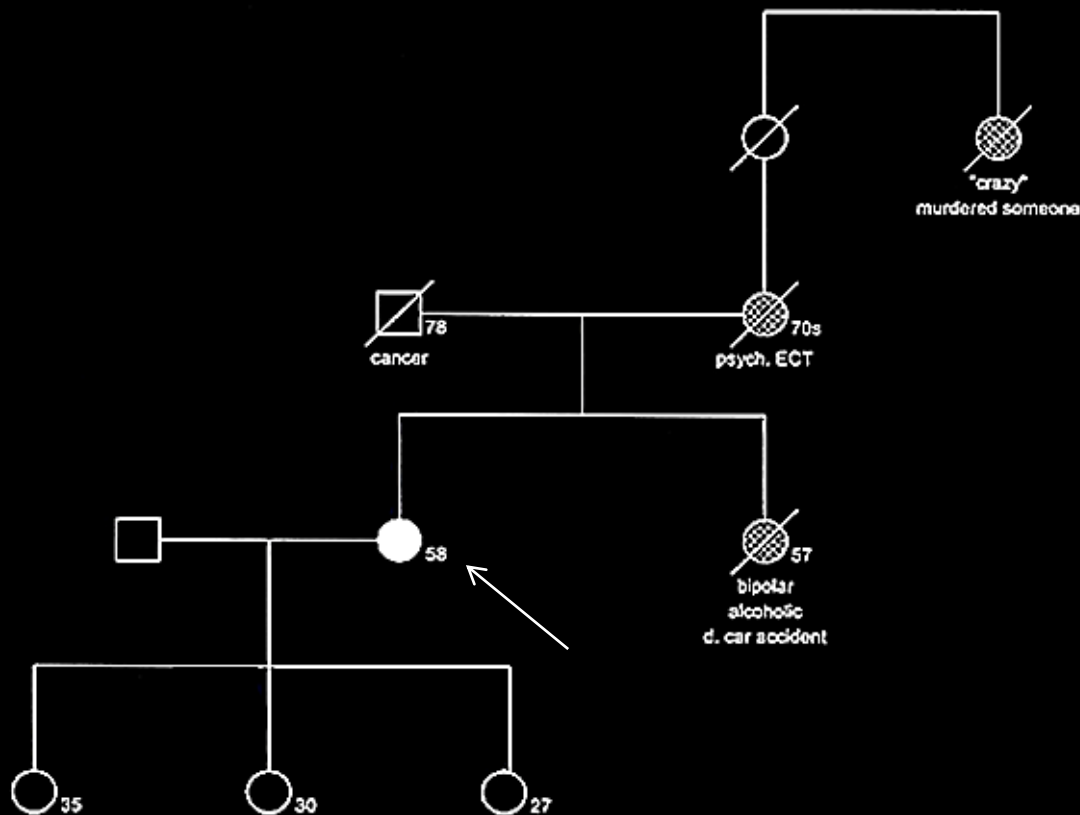 "crazy"
murdered someone
78
cancer
70s
psych. ECT
58
57
bipolar
alcoholic
d. car accident
35
30
27